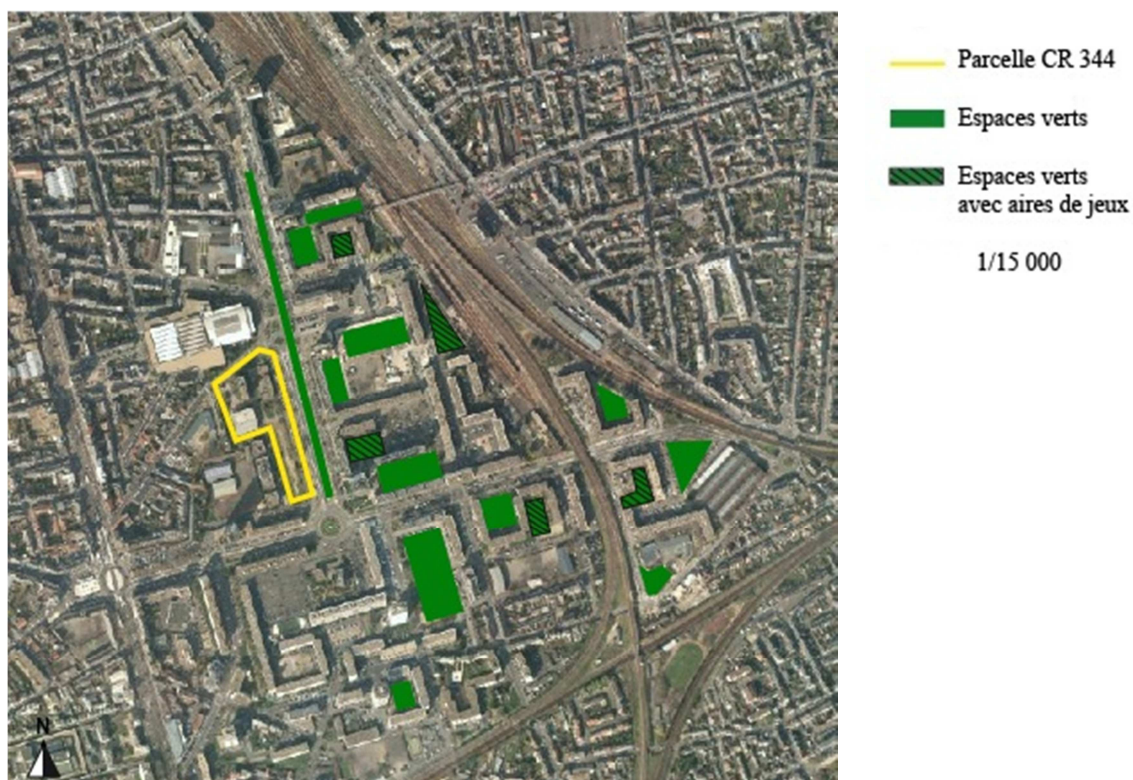 Parcelle CR 344
Espaces verts
Espaces verts
avec aires de jeux
1/15 000
N